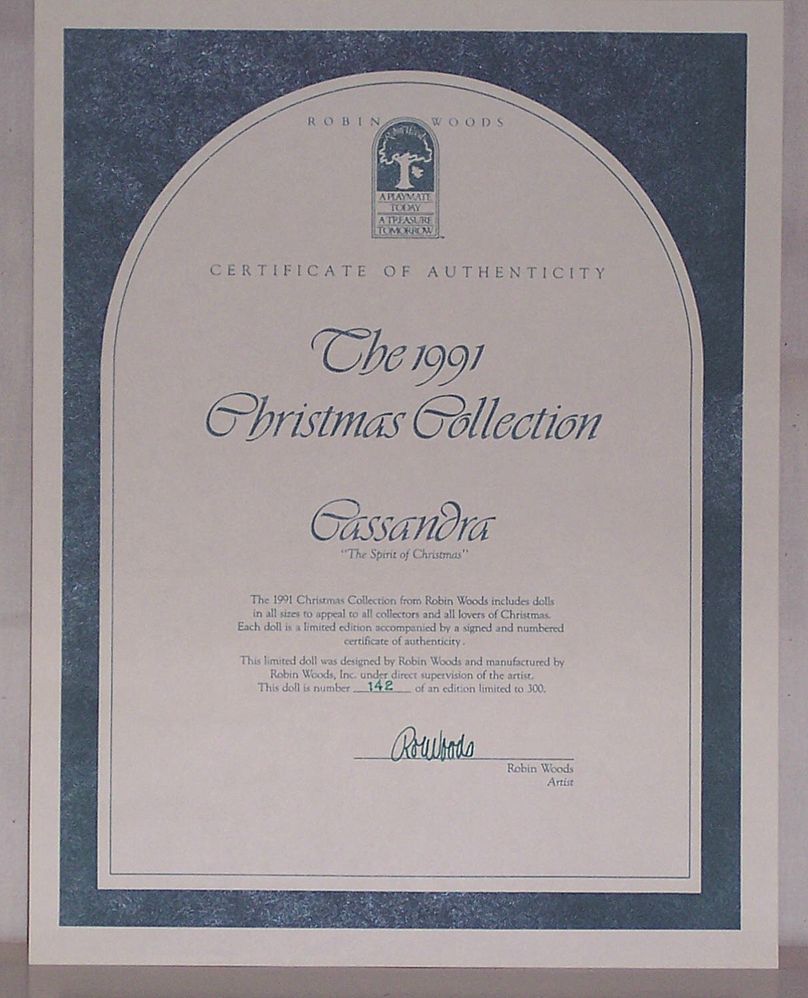 ROBIN WOODS
Robin Woods
A PLAYMATE
TODAY
A TREASURE
TOMORROW
CERTIFICATE OF AUTHENTICITY
The 1991
Christmas Collection
Cassandra
"The Spirit of Christmas"
The 1991 Christmas Collection from Robin Woods includes dolls
in all sizes to appeal to all collectors and all lovers of Christmas.
Each doll is a limited edition accompanied by a signed and numbered
certificate of authenticity.
This limited doll was designed by Robin Woods and manufactured by
Robin Woods, Inc. under direct supervision of the artist.
This doll is number 142 of an edition limited to 300.
Ro Woods
Robin Woods
Artist